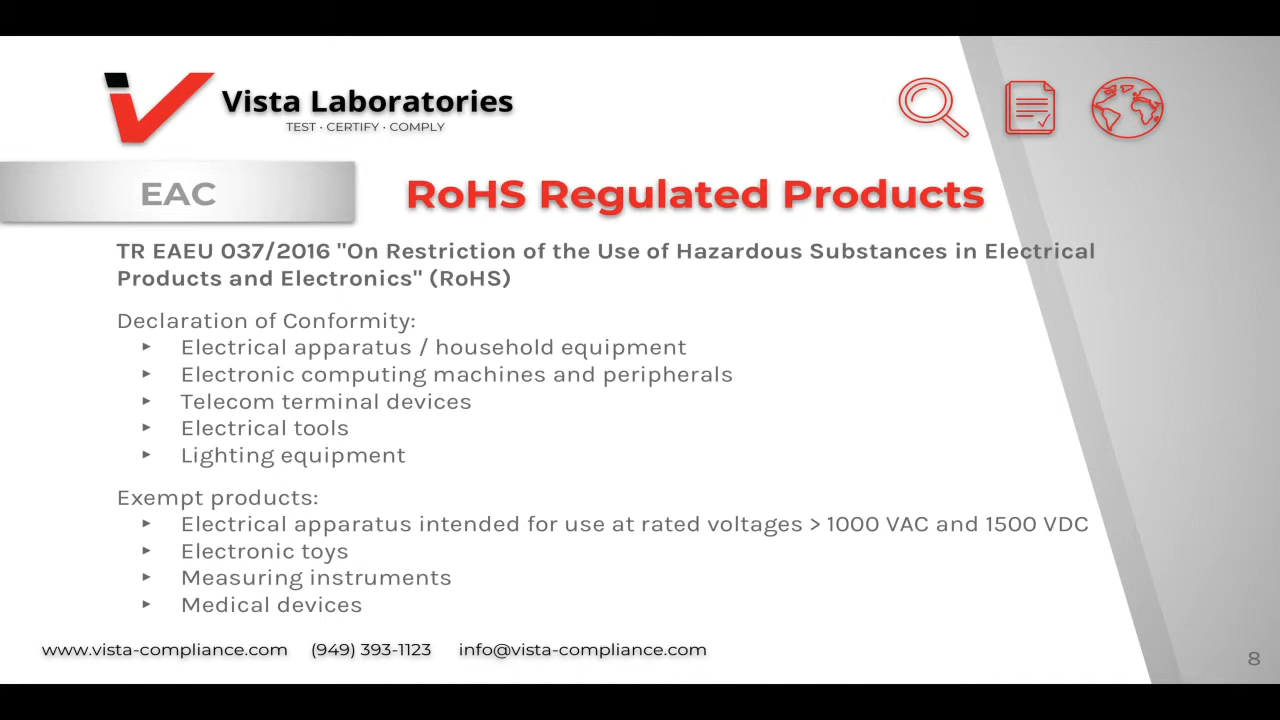 Vista Laboratories
TEST · CERTIFY · COMPLY
EAC
RoHS Regulated Products
TR EAEU 037/2016 "On Restriction of the Use of Hazardous Substances in Electrical
Products and Electronics" (RoHS)
Declaration of Conformity:
‣ Electrical apparatus / household equipment
‣ Electronic computing machines and peripherals
‣ Telecom terminal devices
‣ Electrical tools
‣ Lighting equipment
Exempt products:
‣ Electrical apparatus intended for use at rated voltages > 1000 VAC and 1500 VDC
‣ Electronic toys
‣ Measuring instruments
‣ Medical devices
www.vista-compliance.com (949) 393-1123 info@vista-compliance.com
8